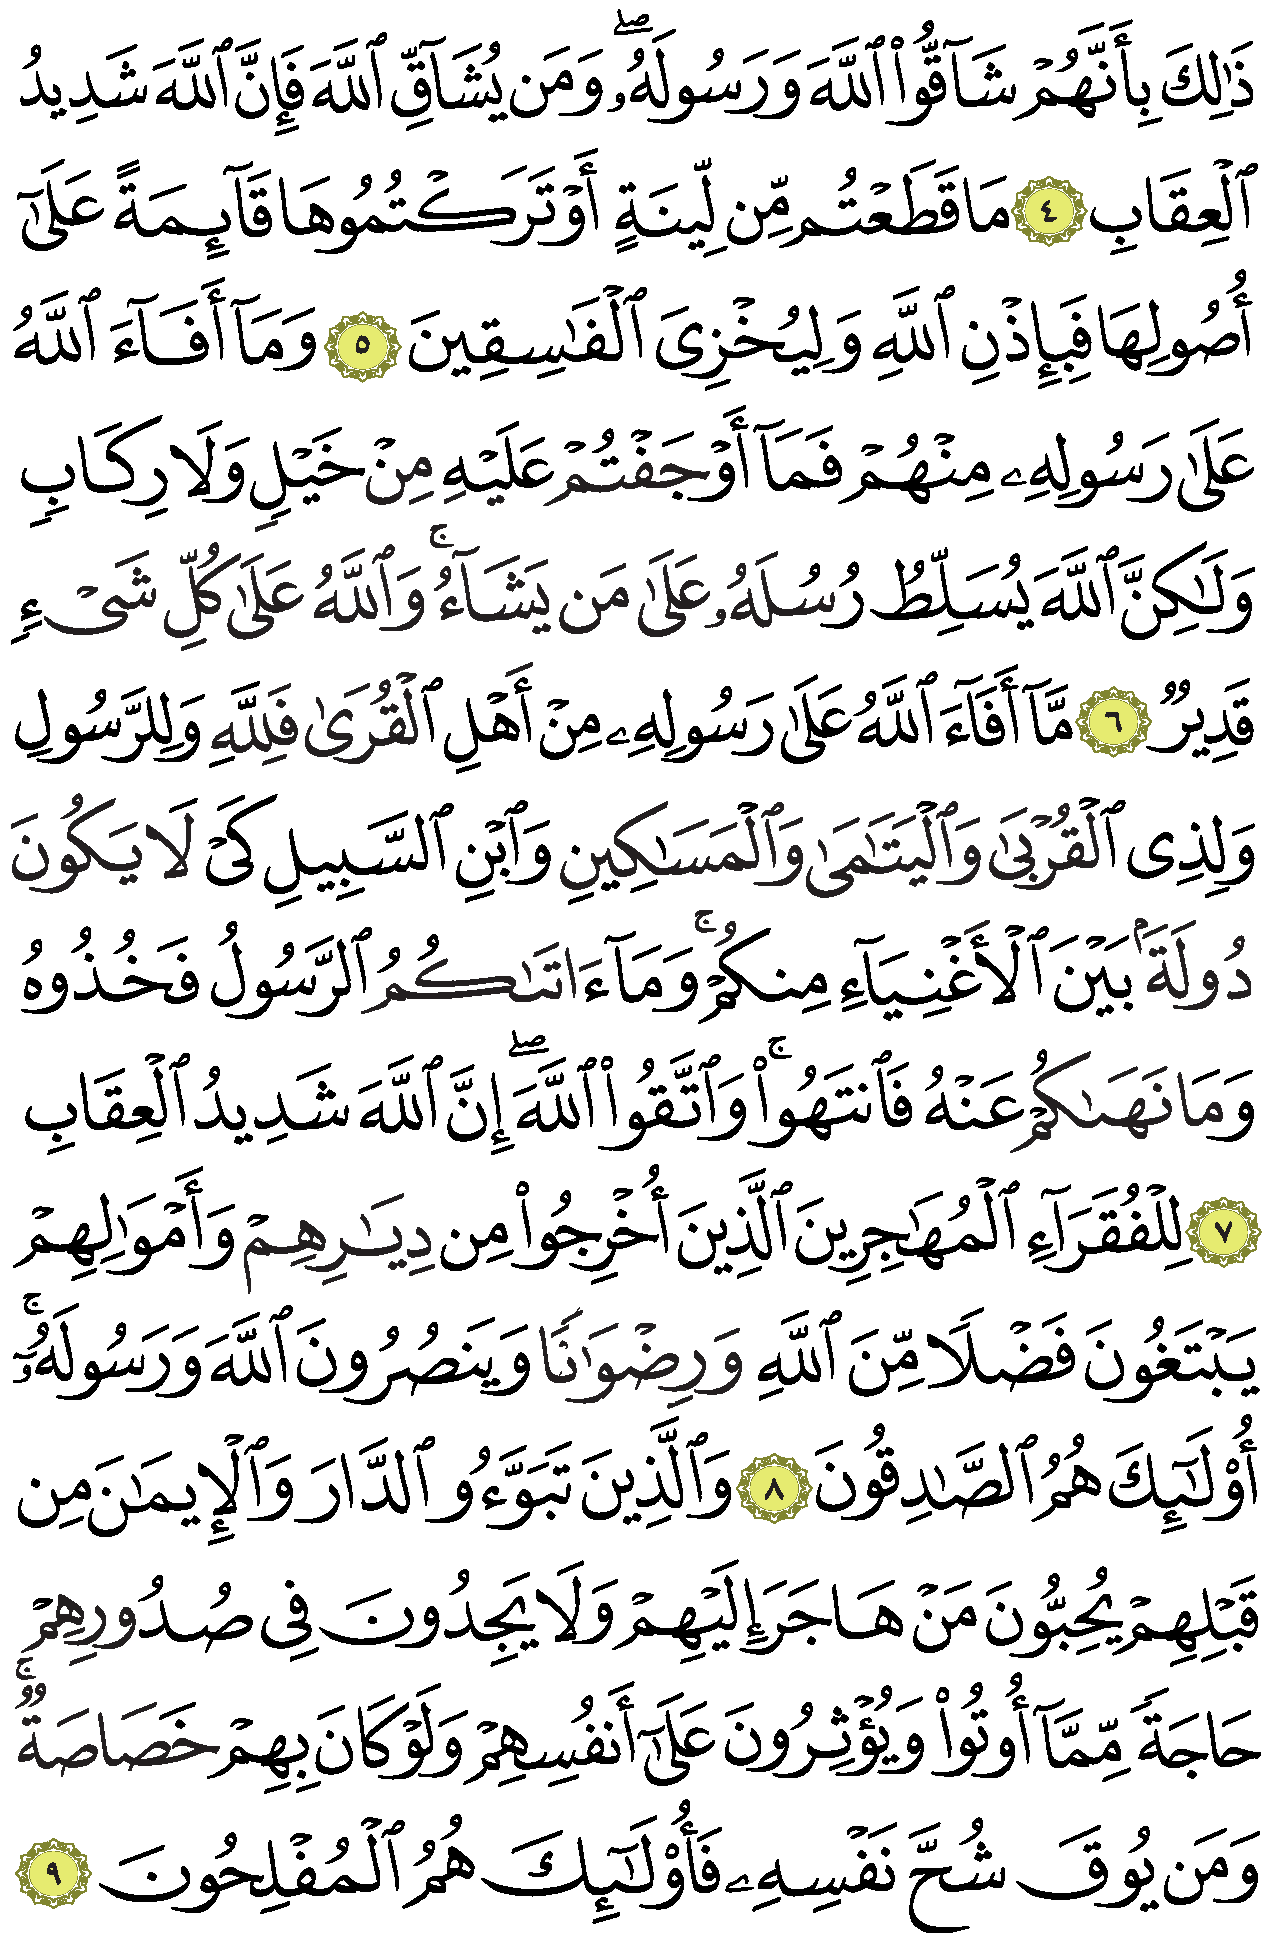 ذَٰلِكَ بِأَنَّهُمْ شَآقُّوا۟ ٱللَّهَ وَرَسُولَهُۥ ۖ وَمَن يُشَآقِّ ٱللَّهَ فَإِنَّ ٱللَّهَ شَدِيدُ
ٱلْعِقَابِ ٤ مَا قَطَعْتُم مِّن لِّينَةٍ أَوْ تَرَكْتُمُوهَا قَآئِمَةً عَلَىٰٓ
أُصُولِهَا فَبِإِذْنِ ٱللَّهِ وَلِيُخْزِىَ ٱلْفَٰسِقِينَ ٥ وَمَآ أَفَآءَ ٱللَّهُ
عَلَىٰ رَسُولِهِۦ مِنْهُمْ فَمَآ أَوْجَفْتُمْ عَلَيْهِ مِنْ خَيْلٍ وَلَا رِكَابٍ
وَلَٰكِنَّ ٱللَّهَ يُسَلِّطُ رُسُلَهُۥ عَلَىٰ مَن يَشَآءُ ۚ وَٱللَّهُ عَلَىٰ كُلِّ شَىْءٍ
قَدِيرٌ ٦ مَّآ أَفَآءَ ٱللَّهُ عَلَىٰ رَسُولِهِۦ مِنْ أَهْلِ ٱلْقُرَىٰ فَلِلَّهِ وَلِلرَّسُولِ
وَلِذِى ٱلْقُرْبَىٰ وَٱلْيَتَٰمَىٰ وَٱلْمَسَٰكِينِ وَٱبْنِ ٱلسَّبِيلِ كَىْ لَا يَكُونَ
دُولَةًۢ بَيْنَ ٱلْأَغْنِيَآءِ مِنكُمْ ۚ وَمَآ ءَاتَىٰكُمُ ٱلرَّسُولُ فَخُذُوهُ
وَمَا نَهَىٰكُمْ عَنْهُ فَٱنتَهُوا۟ ۚ وَٱتَّقُوا۟ ٱللَّهَ ۖ إِنَّ ٱللَّهَ شَدِيدُ ٱلْعِقَابِ
٧ لِلْفُقَرَآءِ ٱلْمُهَٰجِرِينَ ٱلَّذِينَ أُخْرِجُوا۟ مِن دِيَٰرِهِمْ وَأَمْوَٰلِهِمْ
يَبْتَغُونَ فَضْلًا مِّنَ ٱللَّهِ وَرِضْوَٰنًا وَيَنصُرُونَ ٱللَّهَ وَرَسُولَهُۥٓ ۚ
أُو۟لَٰٓئِكَ هُمُ ٱلصَّٰدِقُونَ ٨ وَٱلَّذِينَ تَبَوَّءُو ٱلدَّارَ وَٱلْإِيمَٰنَ مِن
قَبْلِهِمْ يُحِبُّونَ مَنْ هَاجَرَ إِلَيْهِمْ وَلَا يَجِدُونَ فِى صُدُورِهِمْ
حَاجَةً مِّمَّآ أُوتُوا۟ وَيُؤْثِرُونَ عَلَىٰٓ أَنفُسِهِمْ وَلَوْ كَانَ بِهِمْ خَصَاصَةٌ ۚ
وَمَن يُوقَ شُحَّ نَفْسِهِۦ فَأُو۟لَٰٓئِكَ هُمُ ٱلْمُفْلِحُونَ ٩